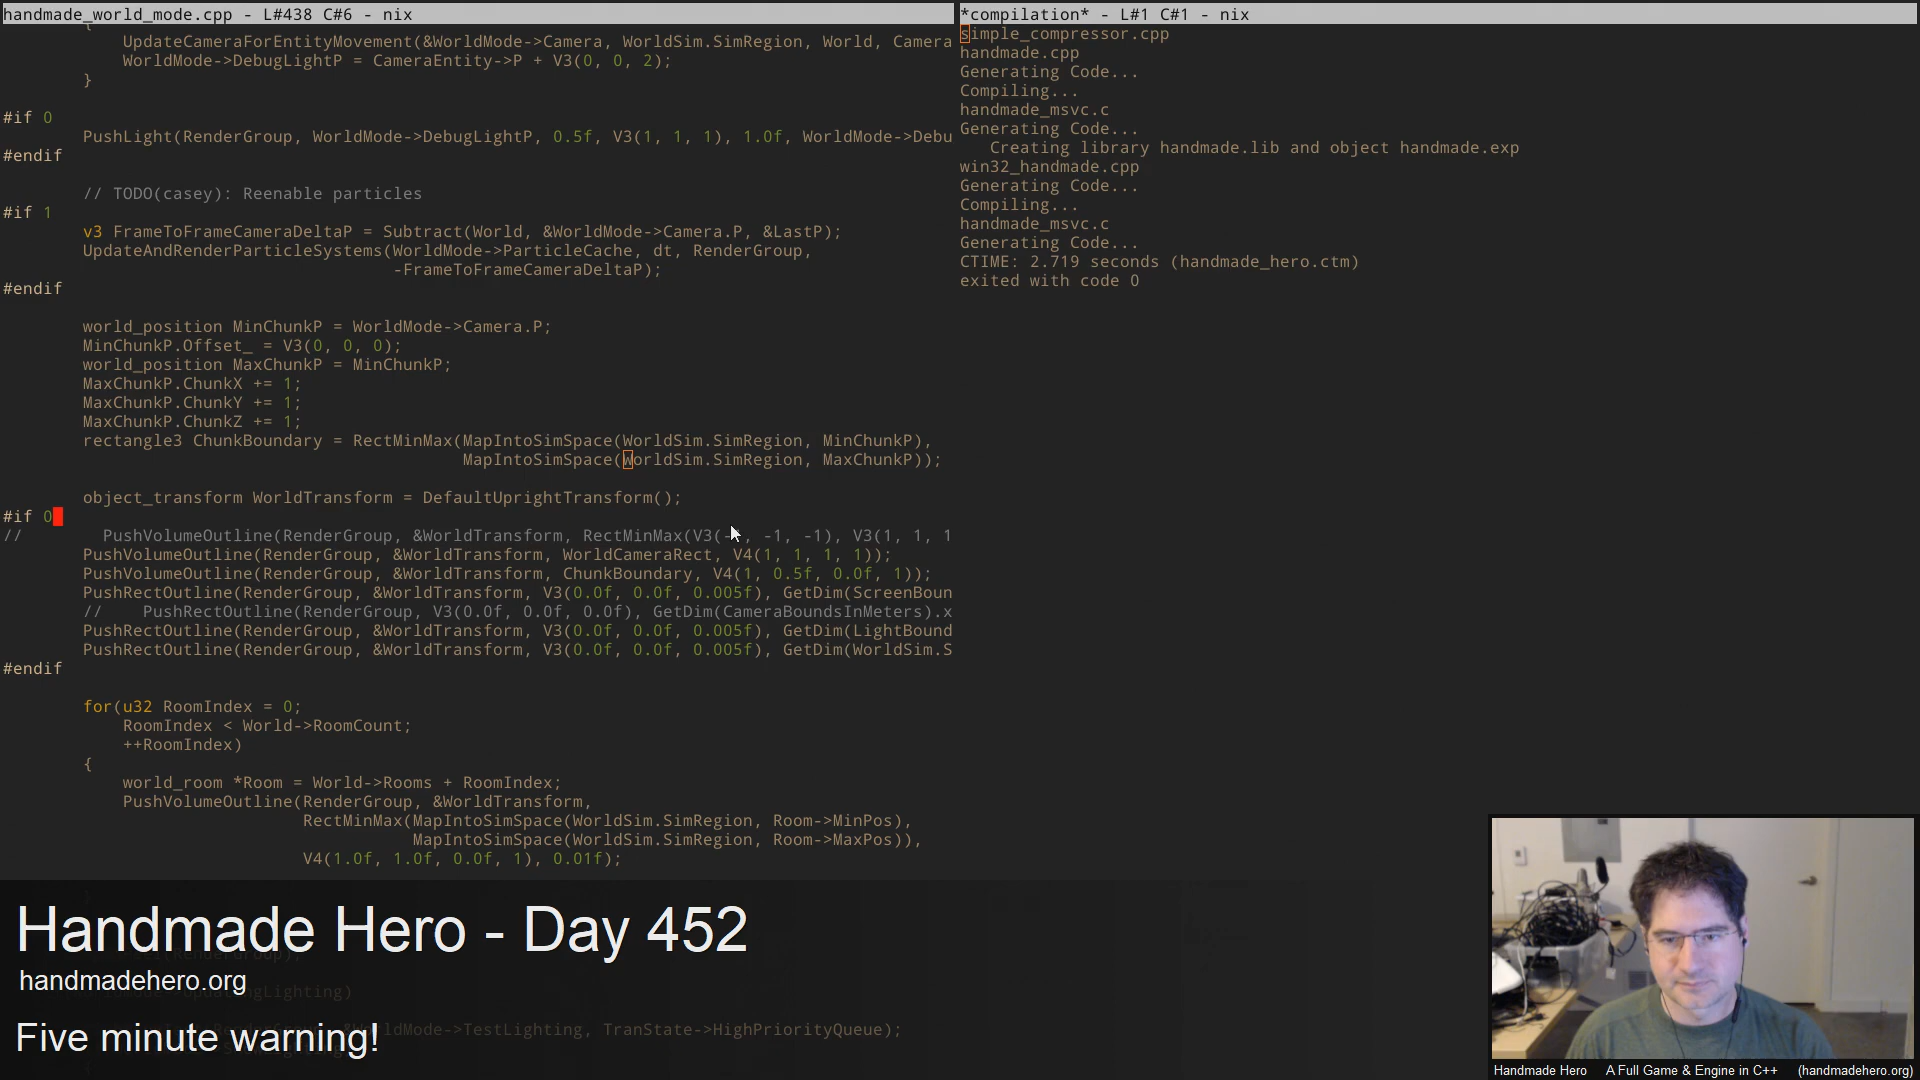 handmade_world_mode.cpp - L#438 C#6 - nix
{
UpdateCameraForEntityMovement(&WorldMode->Camera, WorldSim.SimRegion, World, Camera
WorldMode->DebugLightP = CameraEntity->P + V3(0, 0, 2);
}
#if 0
PushLight(RenderGroup, WorldMode->DebugLightP, 0.5f, V3(1, 1, 1), 1.0f, WorldMode->Debu
#endif
// TODO(casey): Reenable particles
#if 1
v3 FrameToFrameCameraDeltaP = Subtract(World, &WorldMode->Camera.P, &LastP);
UpdateAndRenderParticleSystems(WorldMode->ParticleCache, dt, RenderGroup,
-FrameToFrameCameraDeltaP);
#endif
world_position MinChunkP = WorldMode->Camera.P;
MinChunkP.Offset_ = V3(0, 0, 0);
world_position MaxChunkP = MinChunkP;
MaxChunkP.ChunkX += 1;
MaxChunkP.ChunkY += 1;
MaxChunkP.ChunkZ += 1;
rectangle3 ChunkBoundary = RectMinMax(MapIntoSimSpace(WorldSim.SimRegion, MinChunkP),
MapIntoSimSpace(WorldSim.SimRegion, MaxChunkP));
object_transform WorldTransform = DefaultUprightTransform();
#if 0
// PushVolumeOutline(RenderGroup, &WorldTransform, RectMinMax(V3(-1, -1, -1), V3(1, 1, 1
PushVolumeOutline(RenderGroup, &WorldTransform, WorldCameraRect, V4(1, 1, 1, 1));
PushVolumeOutline(RenderGroup, &WorldTransform, ChunkBoundary, V4(1, 0.5f, 0.0f, 1));
PushRectOutline(RenderGroup, &WorldTransform, V3(0.0f, 0.0f, 0.005f), GetDim(ScreenBoun
// PushRectOutline(RenderGroup, V3(0.0f, 0.0f, 0.0f), GetDim(CameraBoundsInMeters).x
PushRectOutline(RenderGroup, &WorldTransform, V3(0.0f, 0.0f, 0.005f), GetDim(LightBound
PushRectOutline(RenderGroup, &WorldTransform, V3(0.0f, 0.0f, 0.005f), GetDim(WorldSim.S
#endif
for(u32 RoomIndex = 0;
RoomIndex < World->RoomCount;
++RoomIndex)
{
world_room *Room = World->Rooms + RoomIndex;
PushVolumeOutline(RenderGroup, &WorldTransform,
RectMinMax(MapIntoSimSpace(WorldSim.SimRegion, Room->MinPos),
MapIntoSimSpace(WorldSim.SimRegion, Room->MaxPos)),
V4(1.0f, 1.0f, 0.0f, 1), 0.01f);
*compilation* - L#1 C#1 - nix
simple_compressor.cpp
handmade.cpp
Generating Code...
Compiling...
handmade_msvc.c
Generating Code...
Creating library handmade.lib and object handmade.exp
win32_handmade.cpp
Generating Code...
Compiling...
handmade_msvc.c
Generating Code...
CTIME: 2.719 seconds (handmade_hero.ctm)
exited with code 0
Handmade Hero - Day 452
handmadehero.org
Five minute warning!
ldMode->TestLighting, TranState->HighPriorityQueue);
Handmade Hero A Full Game & Engine in C++ (handmadehero.org)